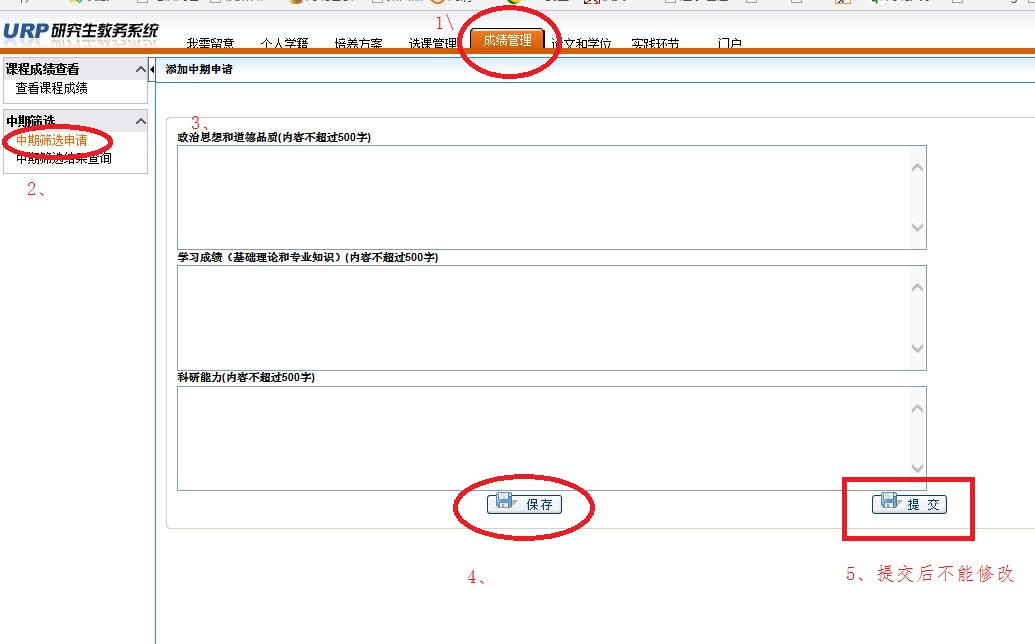 1\
URP研究生教务系统
我要留意 个人学籍 培养方案 选课管理 成绩管理 论文和学位 实践环节 门户
课程成绩查看
查看课程成绩
添加中期申请
中期筛选
中期筛选申请
中期筛选结果查询
2、
3、
政治思想和道德品质(内容不超过500字)
学习成绩（基础理论和专业知识）(内容不超过500字)
科研能力(内容不超过500字)
保存
提 交
4、
5、提交后不能修改